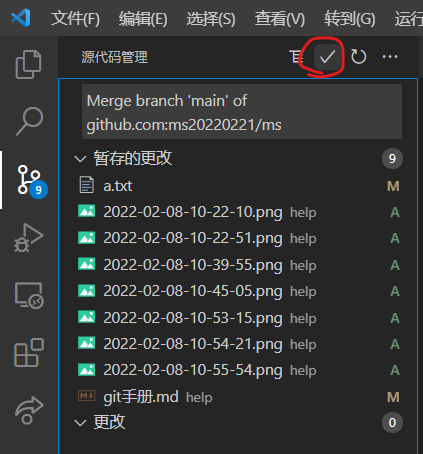 文件(F) 编辑(E) 选择(S) 查看(V) 转到(G) 运行
源代码管理
Merge branch 'main' of
github.com:ms20220221/ms
暂存的更改 9
a.txt M
2022-02-08-10-22-10.png help A
2022-02-08-10-22-51.png help A
2022-02-08-10-39-55.png help A
2022-02-08-10-45-05.png help A
2022-02-08-10-53-15.png help A
2022-02-08-10-54-21.png help A
2022-02-08-10-55-54.png help A
git手册.md help M
更改 0
9